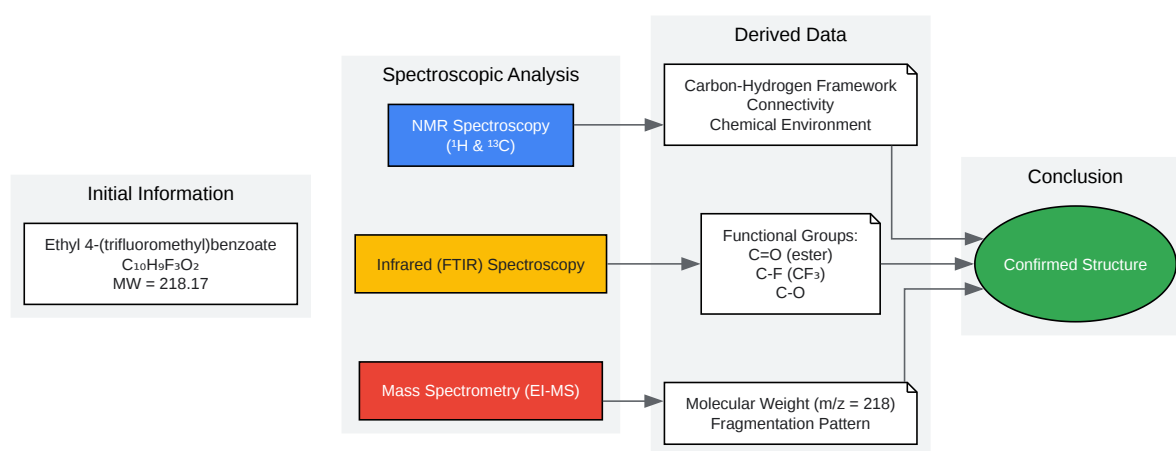 Initial Information
Ethyl 4-(trifluoromethyl)benzoate
C₁₀H₉F₃O₂
MW = 218.17
Spectroscopic Analysis
NMR Spectroscopy
(¹H & ¹³C)
Infrared (FTIR) Spectroscopy
Mass Spectrometry (EI-MS)
Derived Data
Carbon-Hydrogen Framework
Connectivity
Chemical Environment
Functional Groups:
C=O (ester)
C-F (CF₃)
C-O
Molecular Weight (m/z = 218)
Fragmentation Pattern
Conclusion
Confirmed Structure